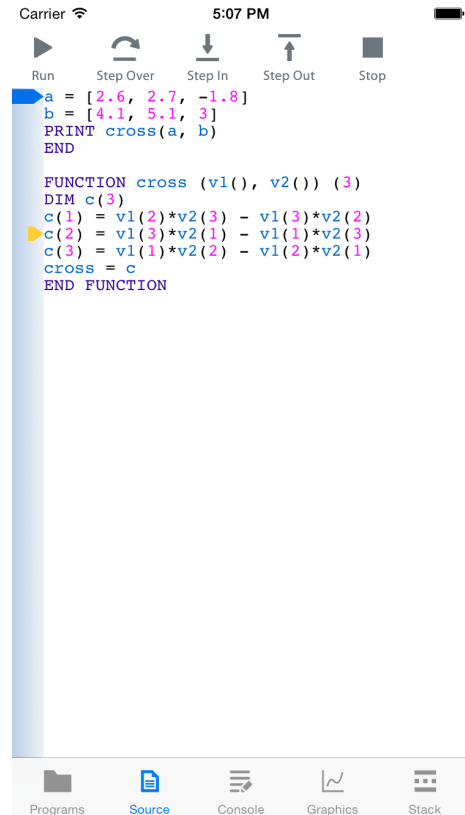 Carrier 5:07 PM
Run Step Over Step In Step Out Stop
a = [2.6, 2.7, -1.8]
b = [4.1, 5.1, 3]
PRINT cross(a, b)
END
FUNCTION cross (v1(), v2()) (3)
DIM c(3)
c(1) = v1(2)*v2(3) - v1(3)*v2(2)
c(2) = v1(3)*v2(1) - v1(1)*v2(3)
c(3) = v1(1)*v2(2) - v1(2)*v2(1)
cross = c
END FUNCTION
Programs Source Console Graphics Stack